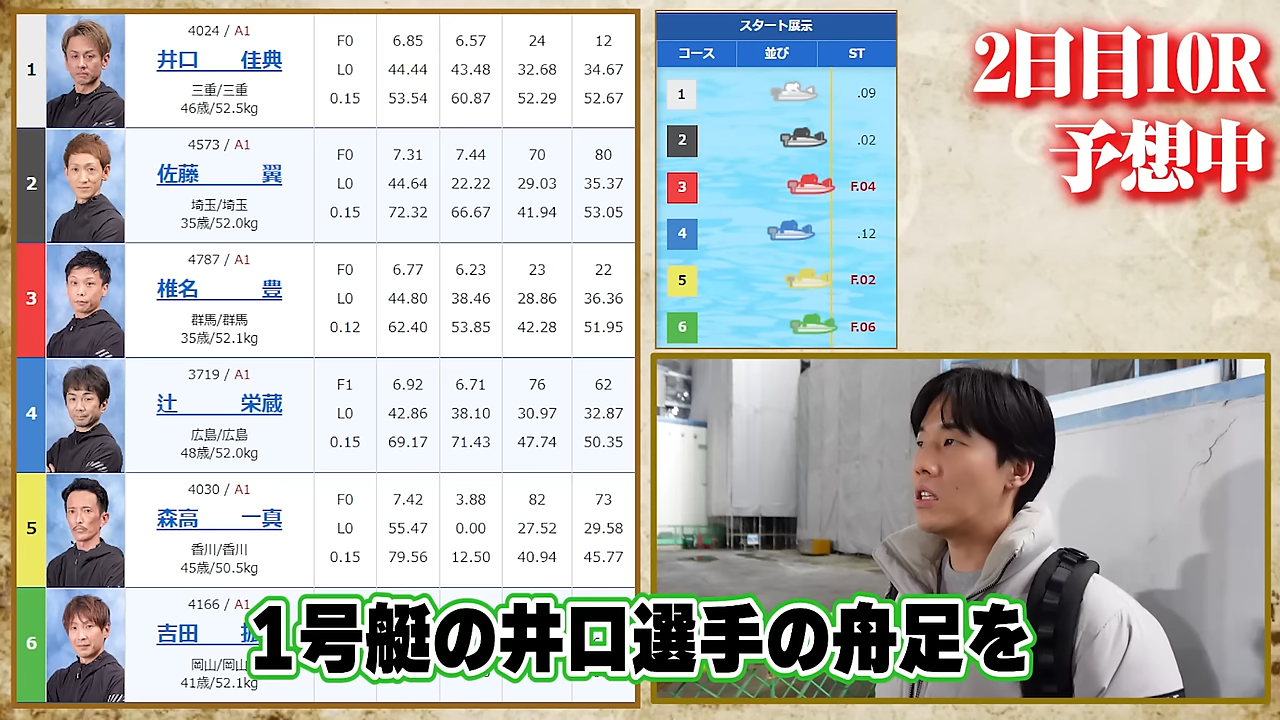 1
4024 / A1
井口 佳典
三重/三重
46歳/52.5kg
F0 6.85 6.57 24 12
L0 44.44 43.48 32.68 34.67
0.15 53.54 60.87 52.29 52.67
2
4573 / A1
佐藤 翼
埼玉/埼玉
35歳/52.0kg
F0 7.31 7.44 70 80
L0 44.64 22.22 29.03 35.37
0.15 72.32 66.67 41.94 53.05
3
4787 / A1
椎名 豊
群馬/群馬
35歳/52.1kg
F0 6.77 6.23 23 22
L0 44.80 38.46 28.86 36.36
0.12 62.40 53.85 42.28 51.95
4
3719 / A1
辻 栄蔵
広島/広島
48歳/52.0kg
F1 6.92 6.71 76 62
L0 42.86 38.10 30.97 32.87
0.15 69.17 71.43 47.74 50.35
5
4030 / A1
森高 一真
香川/香川
45歳/50.5kg
F0 7.42 3.88 82 73
L0 55.47 0.00 27.52 29.58
0.15 79.56 12.50 40.94 45.77
6
4166 / A1
吉田
岡山/岡山
41歳/52.1kg
スタート展示
コース 並び ST
1 .09
2 .02
3 F.04
4 .12
5 F.02
6 F.06
2日目10R
予想中
1号艇の井口選手の舟足を